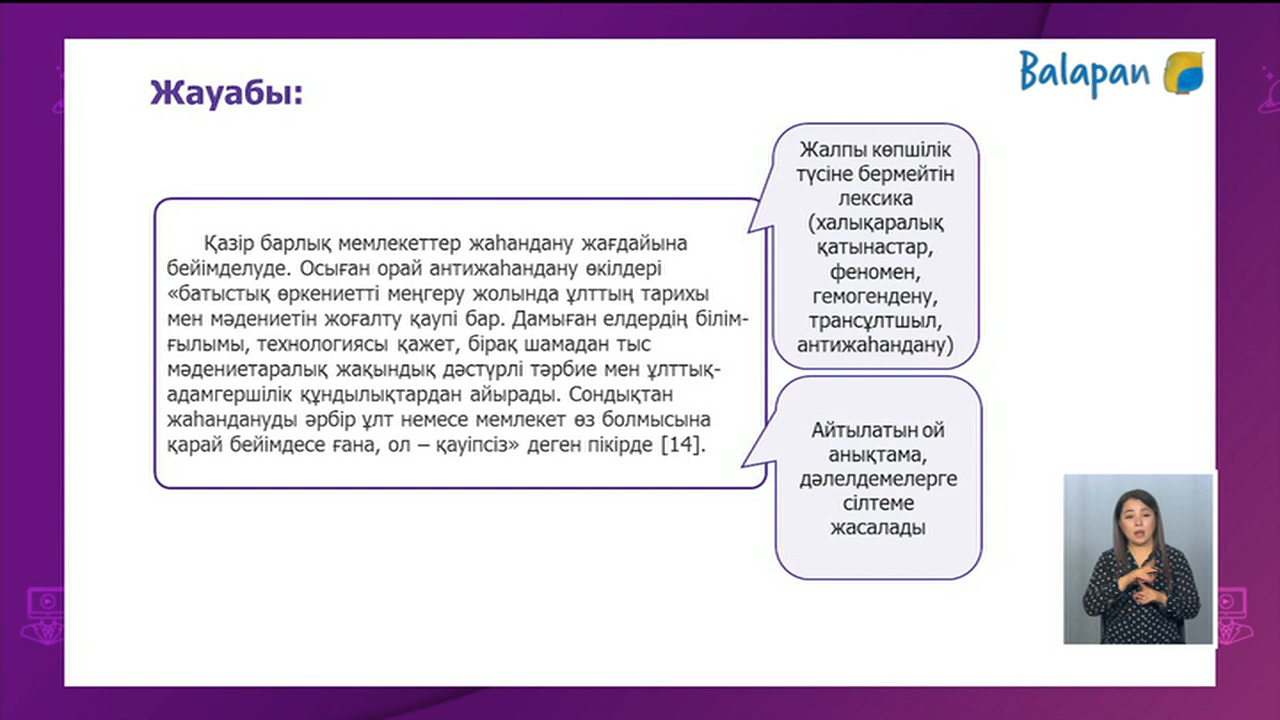 Жауабы:
Balapan
Қазір барлық мемлекеттер жаһандану жағдайына
бейімделуде. Осыған орай антижаһандану өкілдері
«батыстық өркениетті меңгеру жолында ұлттың тарихы
мен мәдениетін жоғалту қаупі бар. Дамыған елдердің білім-
ғылымы, технологиясы қажет, бірақ шамадан тыс
мәдениетаралық жақындық дәстүрлі тәрбие мен ұлттық-
адамгершілік құндылықтардан айырады. Сондықтан
жаһандануды әрбір ұлт немесе мемлекет өз болмысына
қарай бейімдесе ғана, ол – қауіпсіз» деген пікірде [14].
Жалпы көпшілік
түсіне бермейтін
лексика
(халықаралық
қатынастар,
феномен,
гемогендену,
трансұлтшыл,
антижаһандану)
Айтылатын ой
анықтама,
дәлелдемелерге
сілтеме
жасалады